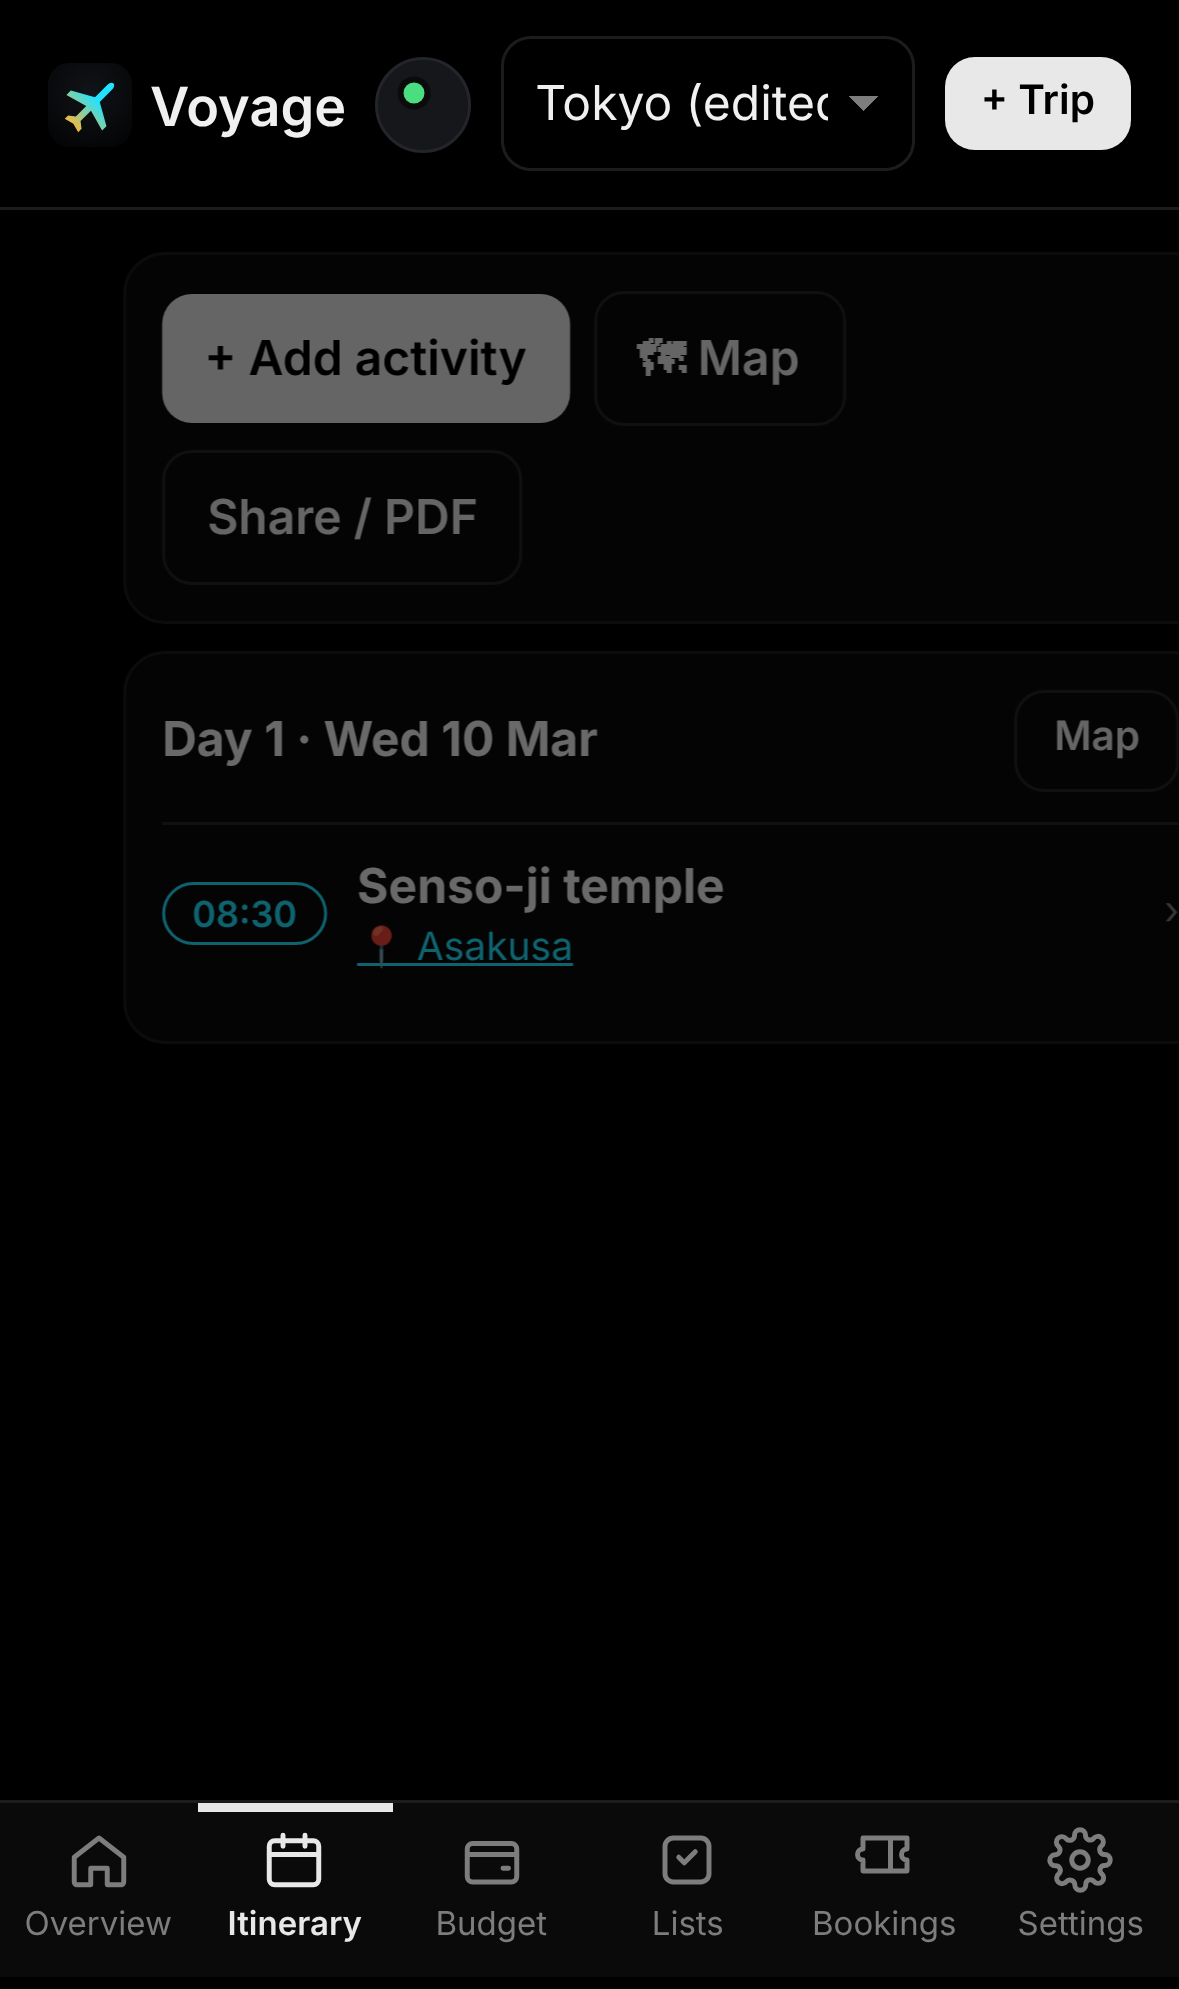 Voyage
Tokyo (edited
+ Trip
+ Add activity
Map
Share / PDF
Day 1 · Wed 10 Mar
Map
08:30
Senso-ji temple
Asakusa
Overview
Itinerary
Budget
Lists
Bookings
Settings